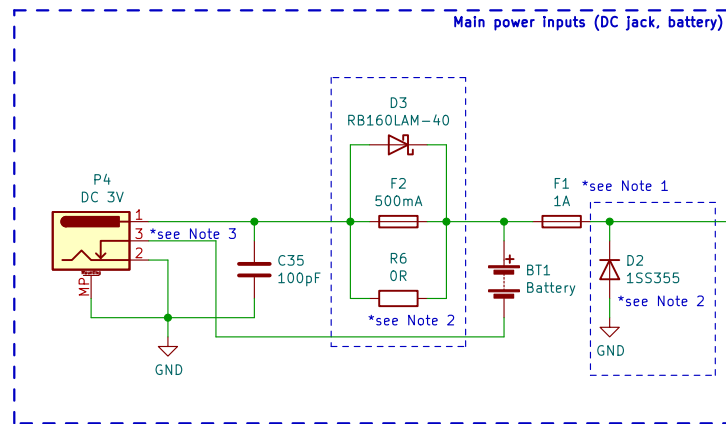 Main power inputs (DC jack, battery)
D3
RB160LAM-40
P4
DC 3V
F2
500mA
F1
1A
*see Note 1
1
3
2
*see Note 3
MP
C35
100pF
R6
0R
*see Note 2
BT1
Battery
D2
1SS355
*see Note 2
GND
GND